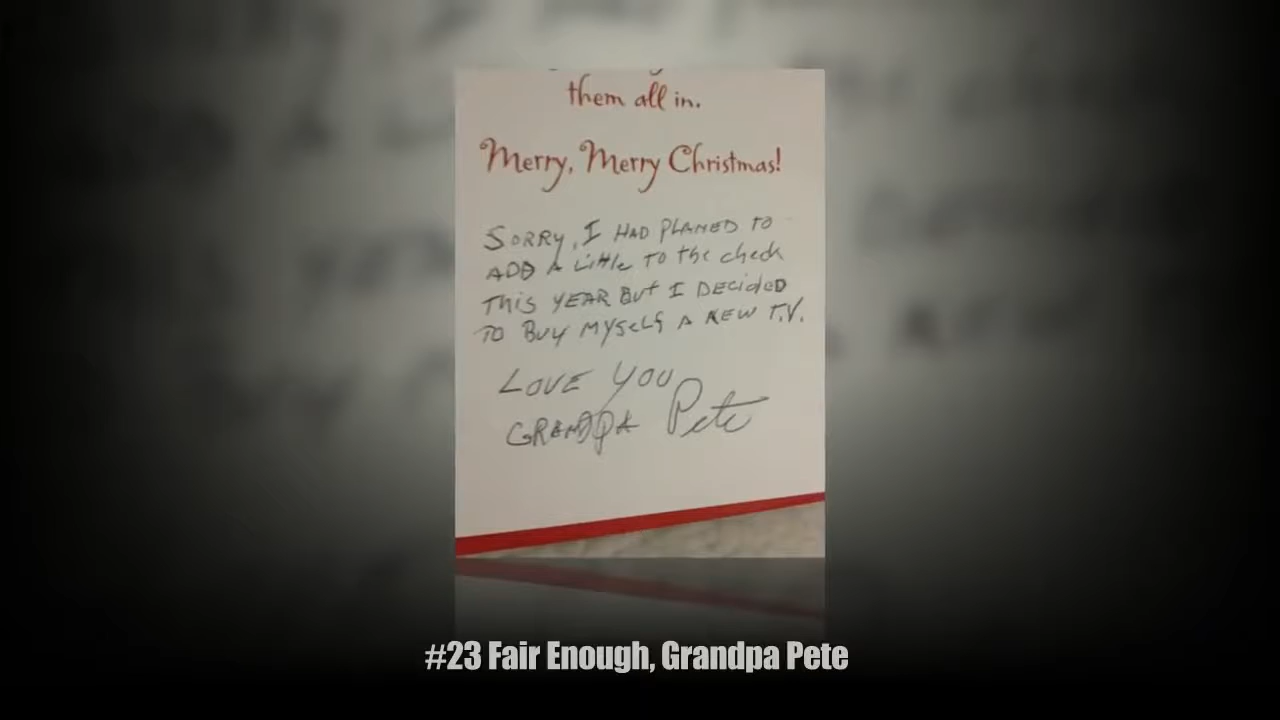 them all in.
Merry, Merry Christmas!
SORRY, I HAD PLANED TO
ADD A LittLe TO the check
THiS YEAR But I DECiDED
TO BUY MYSeLf A NEW T.V.
LOVE YOU
GRANDPA Pete
#23 Fair Enough, Grandpa Pete